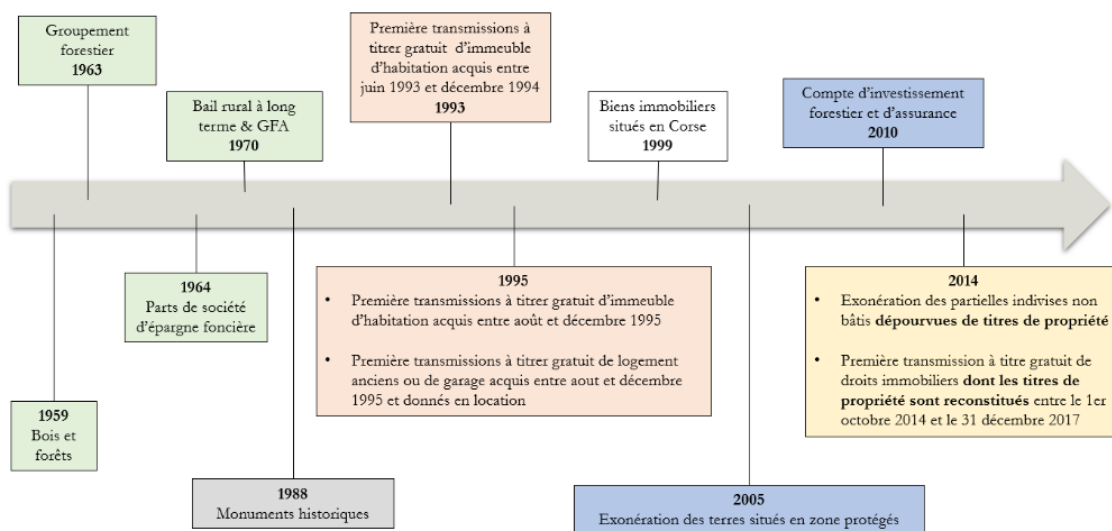 Groupement
forestier
1963
Bail rural à long
terme & GFA
1970
Première transmissions à
titrer gratuit d'immeuble
d'habitation acquis entre
juin 1993 et décembre 1994
1993
Biens immobiliers
situés en Corse
1999
Compte d'investissement
forestier et d'assurance
2010
1959
Bois et
forêts
1964
Parts de société
d'épargne foncière
1988
Monuments historiques
1995
• Première transmissions à titrer gratuit d'immeuble
d'habitation acquis entre août et décembre 1995
• Première transmissions à titrer gratuit de logement
anciens ou de garage acquis entre aout et décembre
1995 et donnés en location
2005
Exonération des terres situés en zone protégés
2014
• Exonération des partielles indivises non
bâtis dépourvues de titres de propriété
• Première transmission à titre gratuit de
droits immobiliers dont les titres de
propriété sont reconstitués entre le 1er
octobre 2014 et le 31 décembre 2017